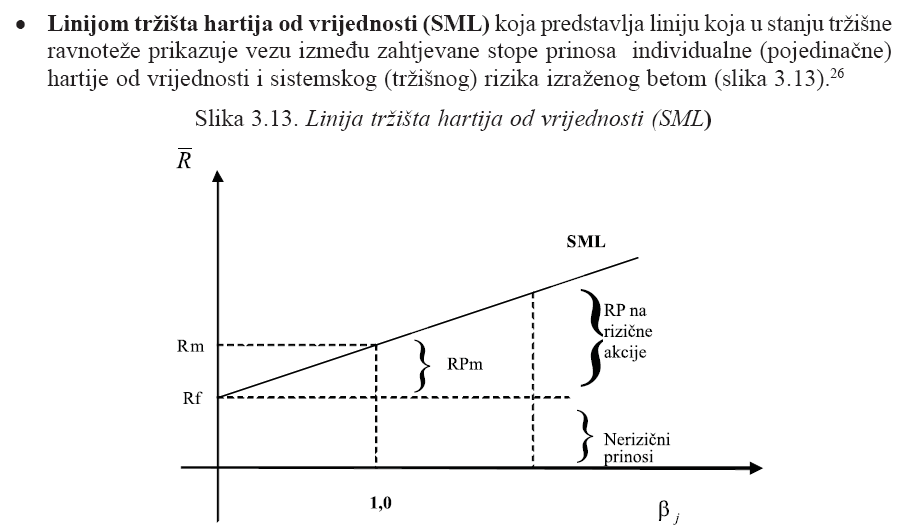 • Linijom tržišta hartija od vrijednosti (SML) koja predstavlja liniju koja u stanju tržišne
ravnoteže prikazuje vezu između zahtjevane stope prinosa individualne (pojedinačne)
hartije od vrijednosti i sistemskog (tržišnog) rizika izraženog betom (slika 3.13).26
Slika 3.13. Linija tržišta hartija od vrijednosti (SML)
R̅
SML
RP na
rizične
akcije
Rm
RPm
Rf
Nerizični
prinosi
1,0
βj